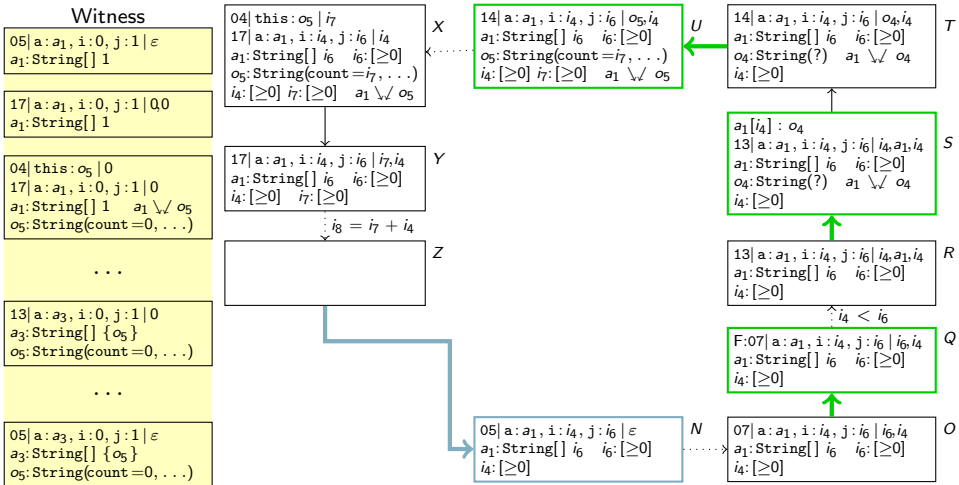 Witness
05| a: a₁, i: 0, j: 1 | ε
a₁: String[] 1
17| a: a₁, i: 0, j: 1 | 0,0
a₁: String[] 1
04| this: o₅ | 0
17| a: a₁, i: 0, j: 1 | 0
a₁: String[] 1 a₁ ↘↙ o₅
o₅: String(count=0, ...)
...
13| a: a₃, i: 0, j: 1 | 0
a₃: String[] {o₅}
o₅: String(count=0, ...)
...
05| a: a₃, i: 0, j: 1 | ε
a₃: String[] {o₅}
o₅: String(count=0, ...)
X
04| this: o₅ | i₇
17| a: a₁, i: i₄, j: i₆ | i₄
a₁: String[] i₆ i₆: [≥0]
o₅: String(count=i₇, ...)
i₄: [≥0] i₇: [≥0] a₁ ↘↙ o₅
Y
17| a: a₁, i: i₄, j: i₆ | i₇,i₄
a₁: String[] i₆ i₆: [≥0]
i₄: [≥0] i₇: [≥0]
i₈ = i₇ + i₄
Z
U
14| a: a₁, i: i₄, j: i₆ | o₅,i₄
a₁: String[] i₆ i₆: [≥0]
o₅: String(count=i₇, ...)
i₄: [≥0] i₇: [≥0] a₁ ↘↙ o₅
T
14| a: a₁, i: i₄, j: i₆ | o₄,i₄
a₁: String[] i₆ i₆: [≥0]
o₄: String(?) a₁ ↘↙ o₄
i₄: [≥0]
S
a₁[i₄] : o₄
13| a: a₁, i: i₄, j: i₆ | i₄,a₁,i₄
a₁: String[] i₆ i₆: [≥0]
o₄: String(?) a₁ ↘↙ o₄
i₄: [≥0]
R
13| a: a₁, i: i₄, j: i₆ | i₄,a₁,i₄
a₁: String[] i₆ i₆: [≥0]
i₄: [≥0]
i₄ < i₆
Q
F:07| a: a₁, i: i₄, j: i₆ | i₆,i₄
a₁: String[] i₆ i₆: [≥0]
i₄: [≥0]
N
05| a: a₁, i: i₄, j: i₆ | ε
a₁: String[] i₆ i₆: [≥0]
i₄: [≥0]
O
07| a: a₁, i: i₄, j: i₆ | i₆,i₄
a₁: String[] i₆ i₆: [≥0]
i₄: [≥0]